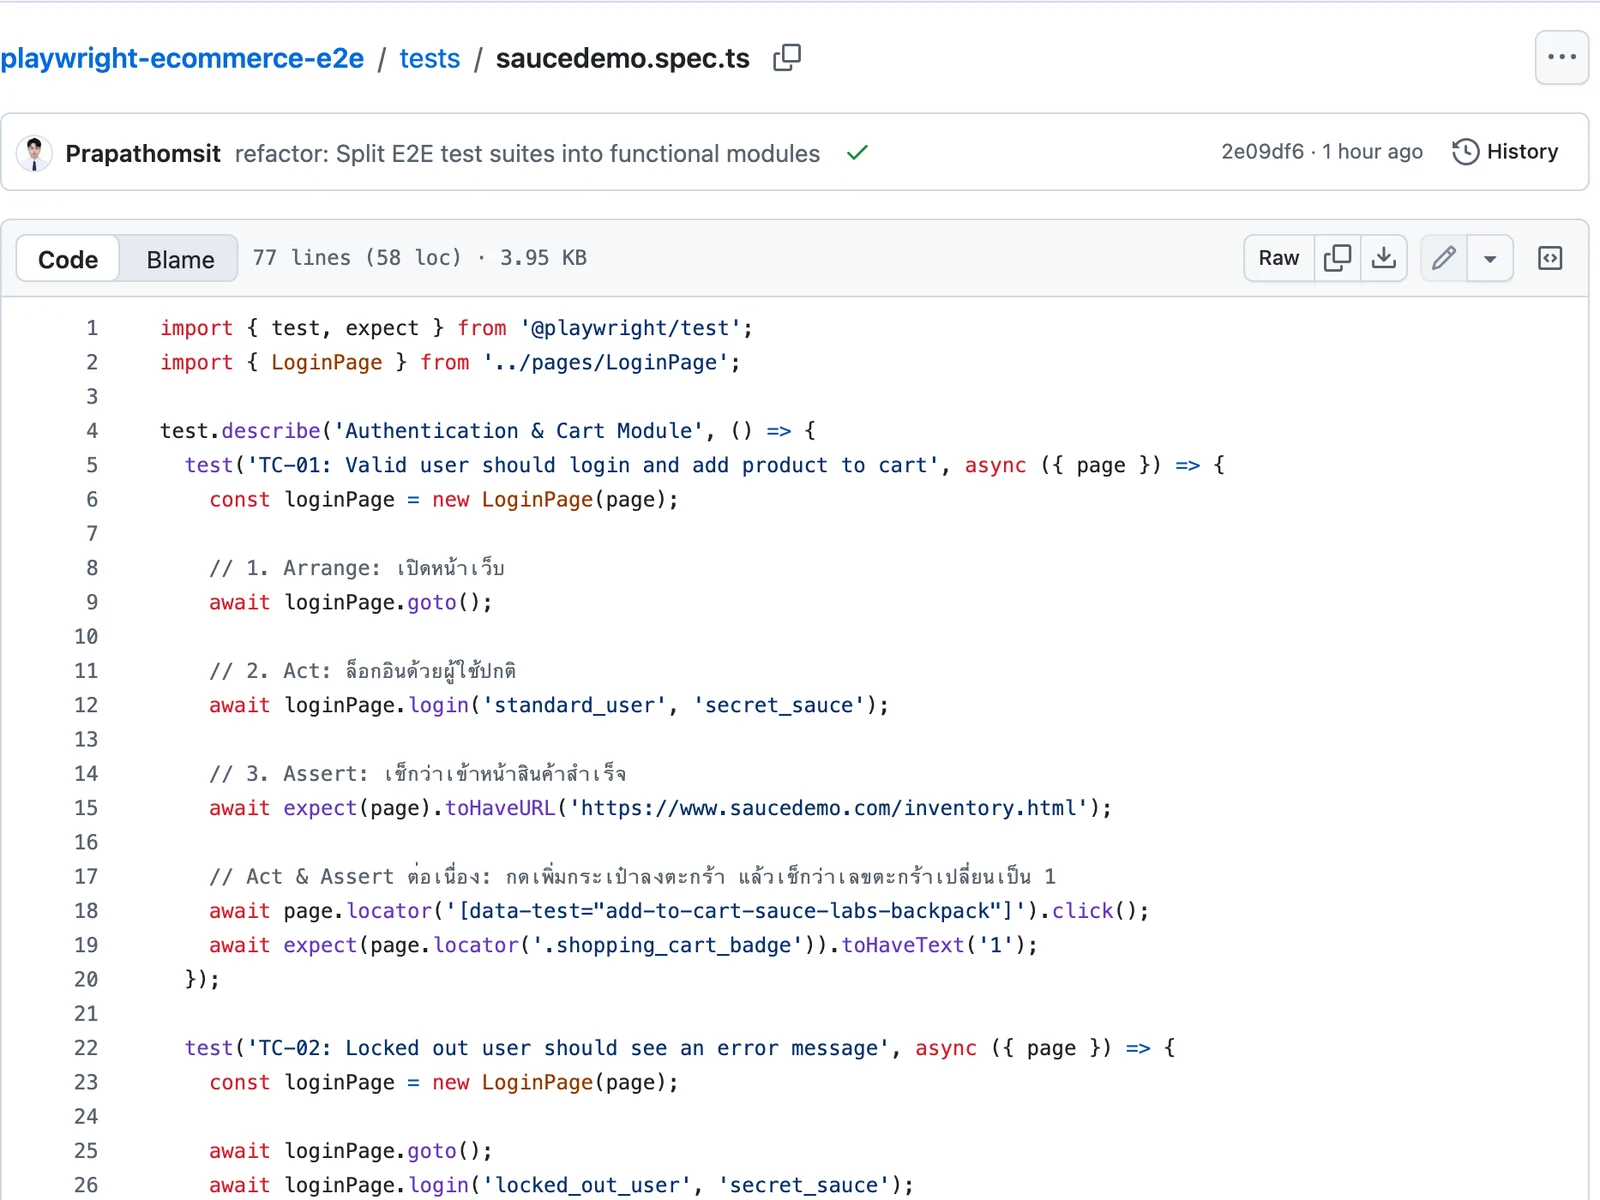 playwright-ecommerce-e2e / tests / saucedemo.spec.ts
Prapathomsit refactor: Split E2E test suites into functional modules 2e09df6 · 1 hour ago History
Code Blame 77 lines (58 loc) · 3.95 KB Raw
1 import { test, expect } from '@playwright/test';
2 import { LoginPage } from '../pages/LoginPage';
3
4 test.describe('Authentication & Cart Module', () => {
5   test('TC-01: Valid user should login and add product to cart', async ({ page }) => {
6     const loginPage = new LoginPage(page);
7
8     // 1. Arrange: เปิดหน้าเว็บ
9     await loginPage.goto();
10
11     // 2. Act: ล็อกอินด้วยผู้ใช้ปกติ
12     await loginPage.login('standard_user', 'secret_sauce');
13
14     // 3. Assert: เช็กว่าเข้าหน้าสินค้าสำเร็จ
15     await expect(page).toHaveURL('https://www.saucedemo.com/inventory.html');
16
17     // Act & Assert ต่อเนื่อง: กดเพิ่มกระเป๋าลงตะกร้า แล้วเช็กว่าเลขตะกร้าเปลี่ยนเป็น 1
18     await page.locator('[data-test="add-to-cart-sauce-labs-backpack"]').click();
19     await expect(page.locator('.shopping_cart_badge')).toHaveText('1');
20   });
21
22   test('TC-02: Locked out user should see an error message', async ({ page }) => {
23     const loginPage = new LoginPage(page);
24
25     await loginPage.goto();
26     await loginPage.login('locked_out_user', 'secret_sauce');